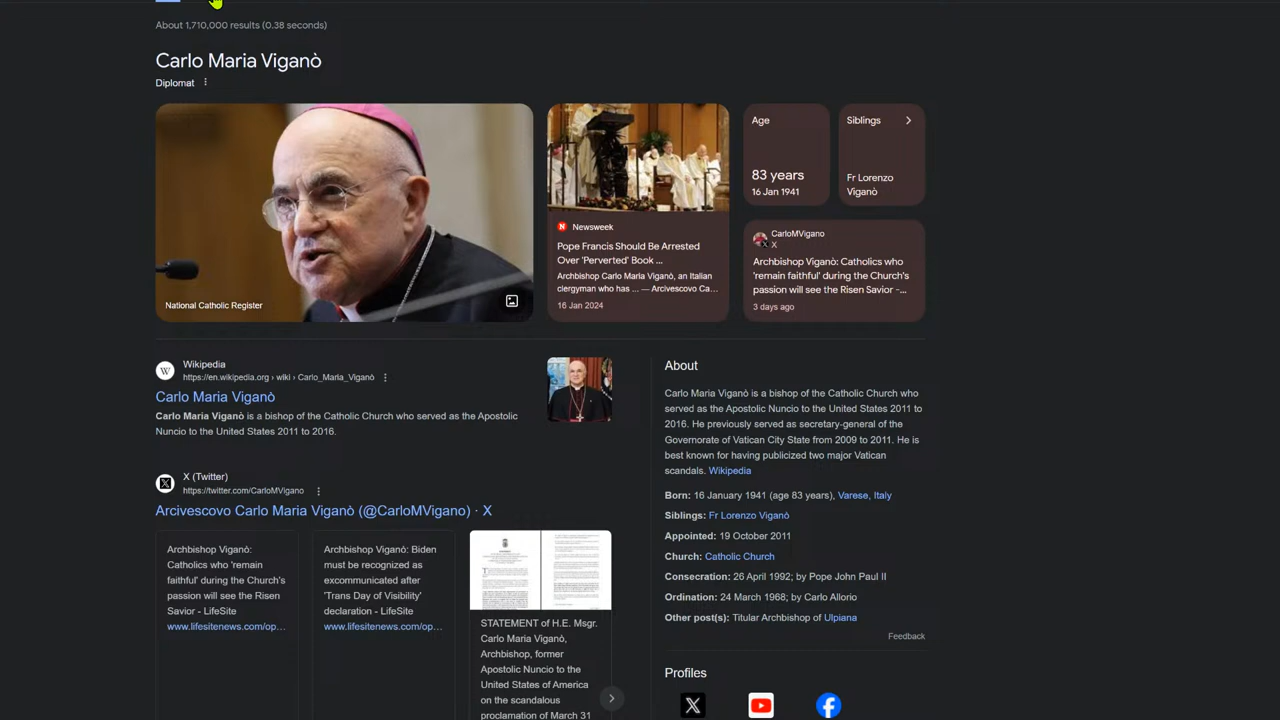 About 1,710,000 results (0.38 seconds)
Carlo Maria Viganò
Diplomat
National Catholic Register
Newsweek
Pope Francis Should Be Arrested
Over 'Perverted' Book ...
Archbishop Carlo Maria Viganò, an Italian
clergyman who has ... — Arcivescovo Ca...
16 Jan 2024
Age
83 years
16 Jan 1941
Siblings
Fr Lorenzo
Viganò
CarloMVigano
X
Archbishop Viganò: Catholics who
'remain faithful' during the Church's
passion will see the Risen Savior -...
3 days ago
W
Wikipedia
https://en.wikipedia.org › wiki › Carlo_Maria_Viganò
Carlo Maria Viganò
Carlo Maria Viganò is a bishop of the Catholic Church who served as the Apostolic
Nuncio to the United States 2011 to 2016.
X (Twitter)
https://twitter.com/CarloMVigano
Arcivescovo Carlo Maria Viganò (@CarloMVigano) · X
Archbishop Viganò:
Catholics who 'remain
faithful' during the Church's
passion will see the Risen
Savior - LifeSite
www.lifesitenews.com/op...
Archbishop Viganò: Biden
must be recognized as
excommunicated after
'Trans Day of Visibility'
declaration - LifeSite
www.lifesitenews.com/op...
STATEMENT of H.E. Msgr.
Carlo Maria Viganò,
Archbishop, former
Apostolic Nuncio to the
United States of America
on the scandalous
proclamation of March 31
About
Carlo Maria Viganò is a bishop of the Catholic Church who
served as the Apostolic Nuncio to the United States 2011 to
2016. He previously served as secretary-general of the
Governorate of Vatican City State from 2009 to 2011. He is
best known for having publicized two major Vatican
scandals. Wikipedia
Born: 16 January 1941 (age 83 years), Varese, Italy
Siblings: Fr Lorenzo Viganò
Appointed: 19 October 2011
Church: Catholic Church
Consecration: 26 April 1992; by Pope John Paul II
Ordination: 24 March 1968; by Carlo Allorio
Other post(s): Titular Archbishop of Ulpiana
Feedback
Profiles